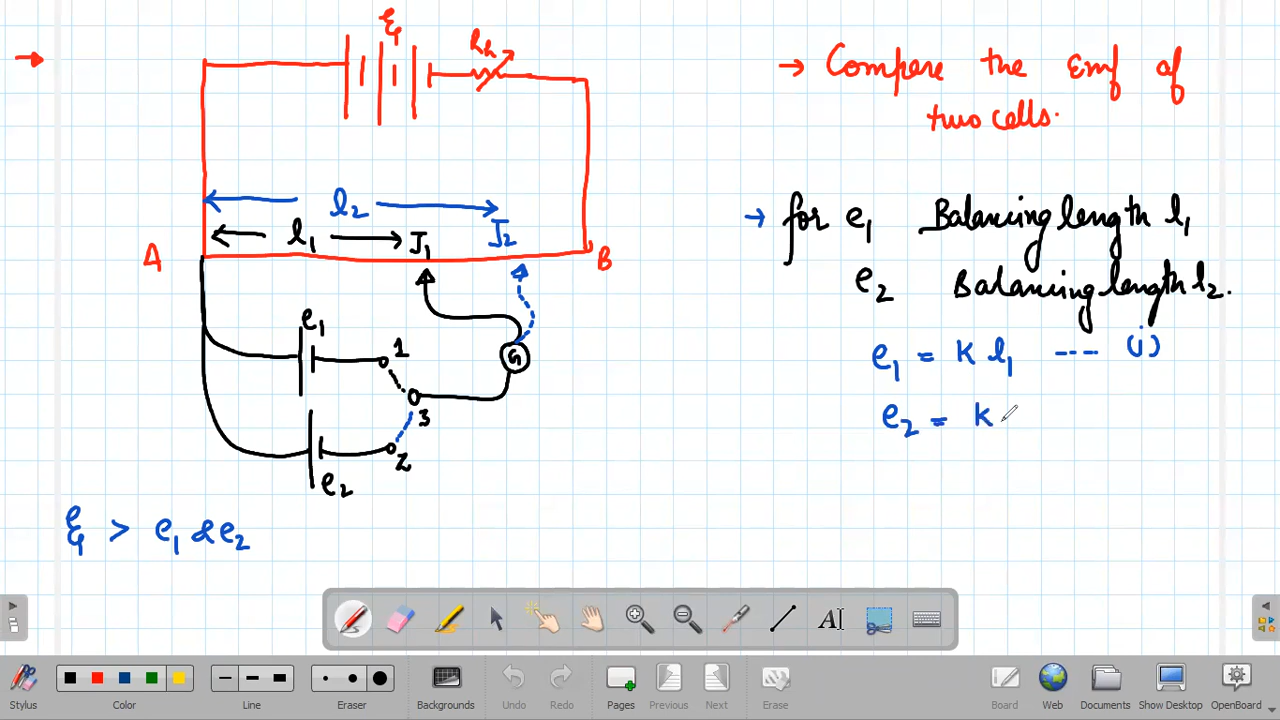 ξ
Rh
→ Compare the Emf of
two cells.
l2
l1
J1
J2
A
B
→ for e1 Balancing length l1
e2 Balancing length l2.
e1
1
G
3
2
e2
e1 = K l1 ---- (i)
e2 = K
ξ > e1 & e2
Stylus
Color
Line
Eraser
Backgrounds
Undo
Redo
Pages
Previous
Next
Erase
Board
Web
Documents
Show Desktop
OpenBoard